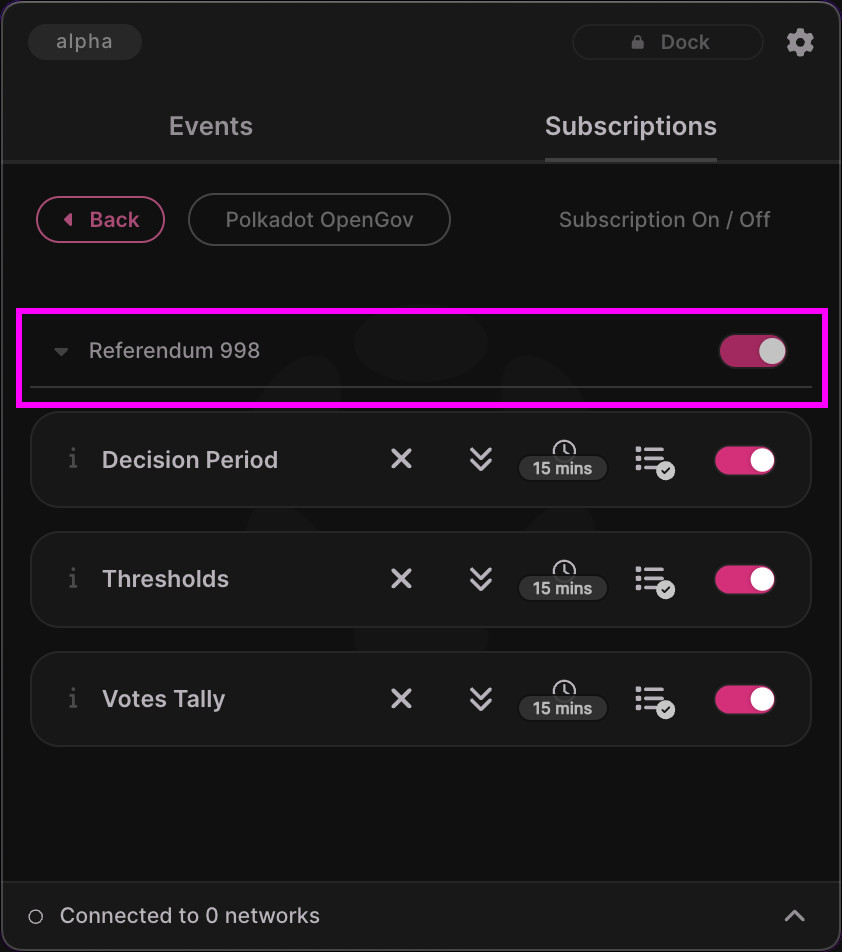 alpha
Dock
Events
Subscriptions
Back
Polkadot OpenGov
Subscription On / Off
Referendum 998
Decision Period
15 mins
Thresholds
15 mins
Votes Tally
15 mins
Connected to 0 networks